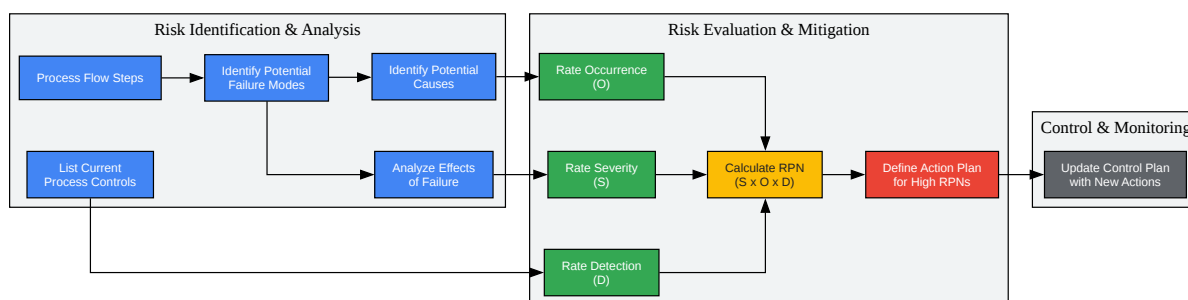 Risk Identification & Analysis
Process Flow Steps
Identify Potential
Failure Modes
Identify Potential
Causes
List Current
Process Controls
Analyze Effects
of Failure
Risk Evaluation & Mitigation
Rate Occurrence
(O)
Rate Severity
(S)
Rate Detection
(D)
Calculate RPN
(S x O x D)
Define Action Plan
for High RPNs
Control & Monitoring
Update Control Plan
with New Actions